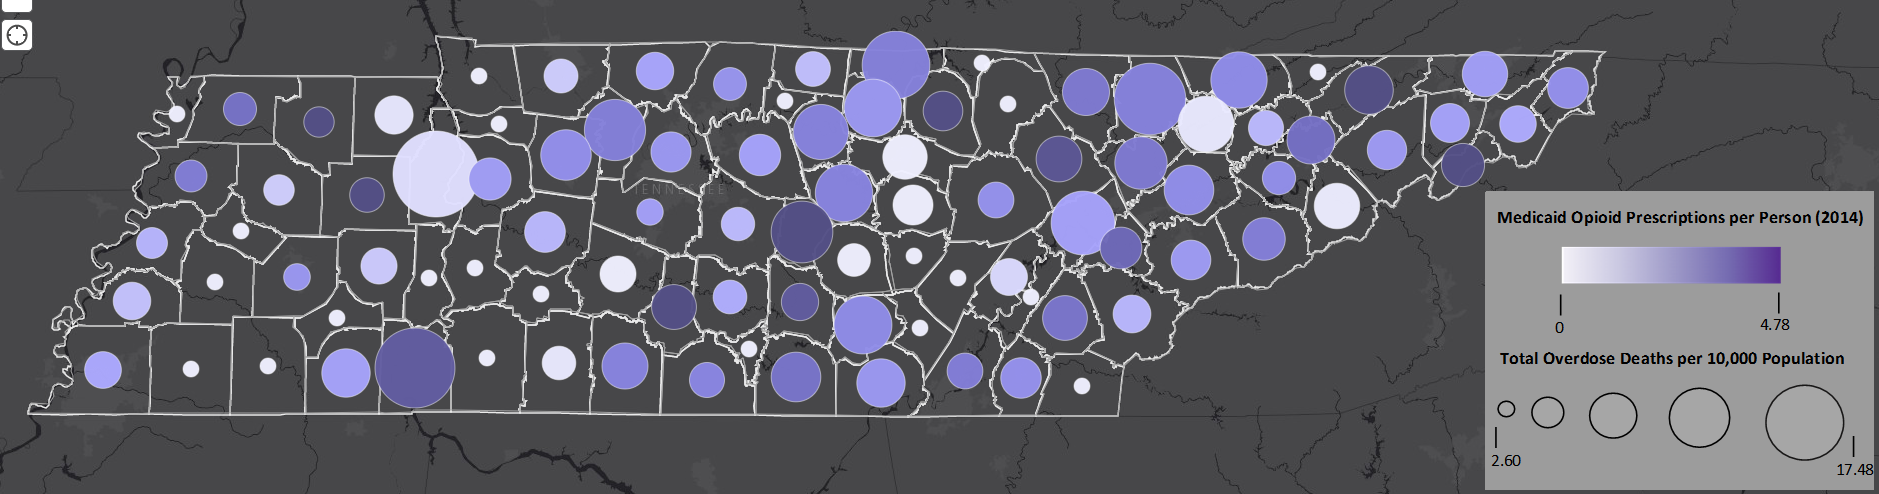 TENNESSEE
Medicaid Opioid Prescriptions per Person (2014)
0
4.78
Total Overdose Deaths per 10,000 Population
2.60
17.48